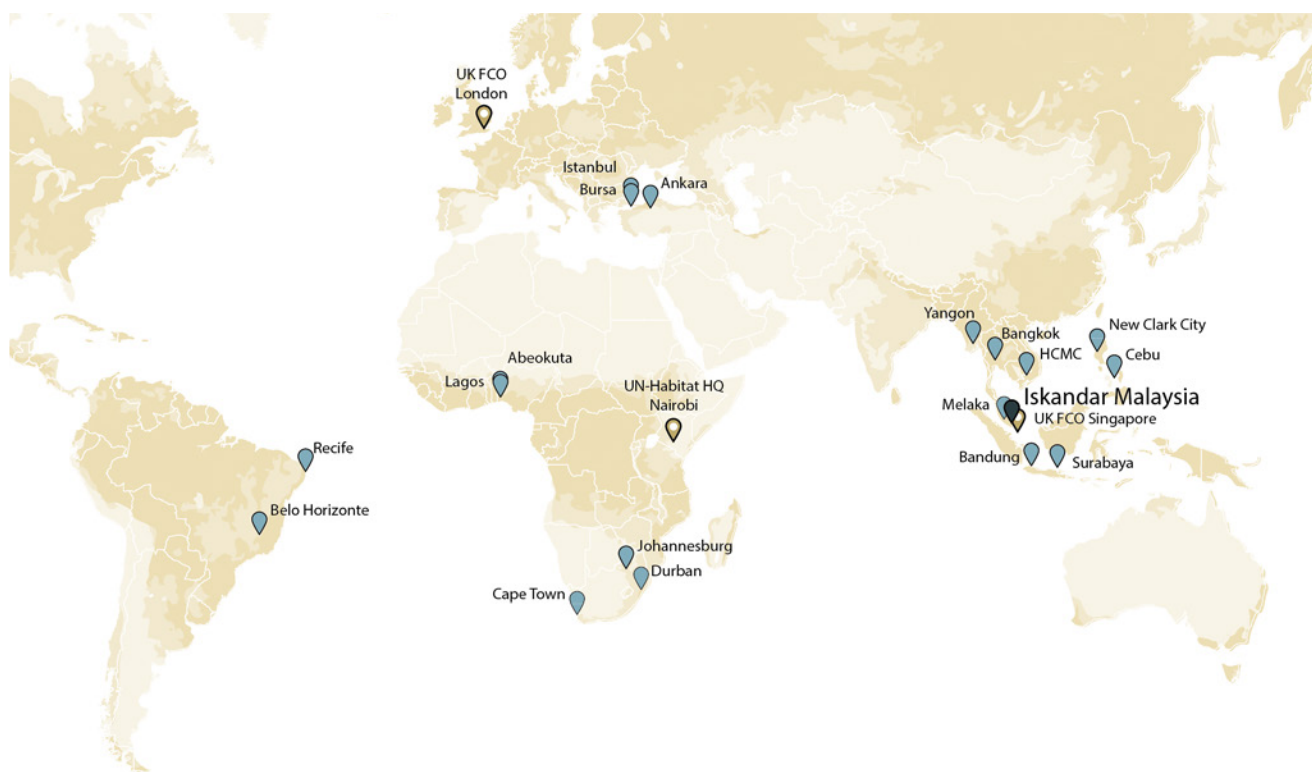 UK FCO
London
Istanbul
Bursa
Ankara
Yangon
Bangkok
New Clark City
HCMC
Cebu
Abeokuta
Lagos
UN-Habitat HQ
Nairobi
Melaka
Iskandar Malaysia
UK FCO Singapore
Recife
Bandung
Surabaya
Belo Horizonte
Johannesburg
Durban
Cape Town